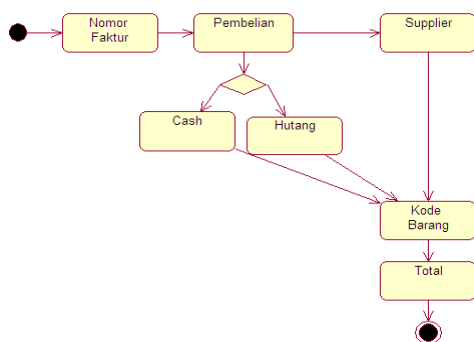 Nomor
Faktur
Pembelian
Supplier
Cash
Hutang
Kode
Barang
Total